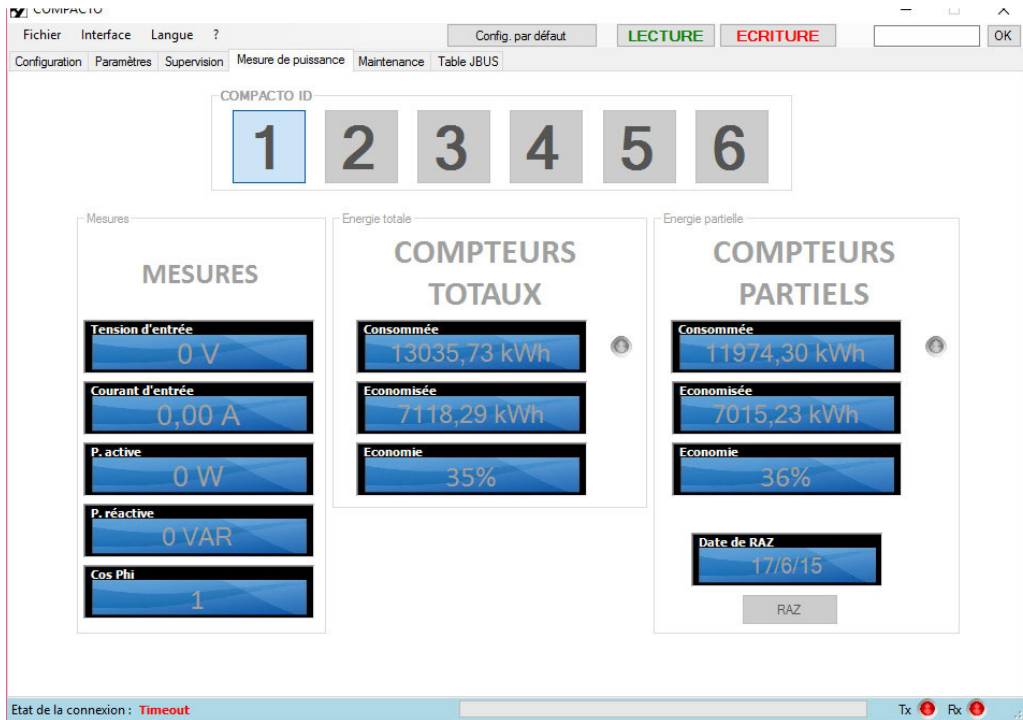 COMPACTO
Fichier Interface Langue ? Config. par défaut LECTURE ECRITURE OK
Configuration Paramètres Supervision Mesure de puissance Maintenance Table JBUS
COMPACTO ID
1 2 3 4 5 6
Mesures
MESURES
Tension d'entrée
0 V
Courant d'entrée
0,00 A
P. active
0 W
P. réactive
0 VAR
Cos Phi
1
Energie totale
COMPTEURS
TOTAUX
Consommée
13035,73 kWh
Economisée
7118,29 kWh
Economie
35%
Energie partielle
COMPTEURS
PARTIELS
Consommée
11974,30 kWh
Economisée
7015,23 kWh
Economie
36%
Date de RAZ
17/6/15
RAZ
Etat de la connexion : Timeout Tx Rx